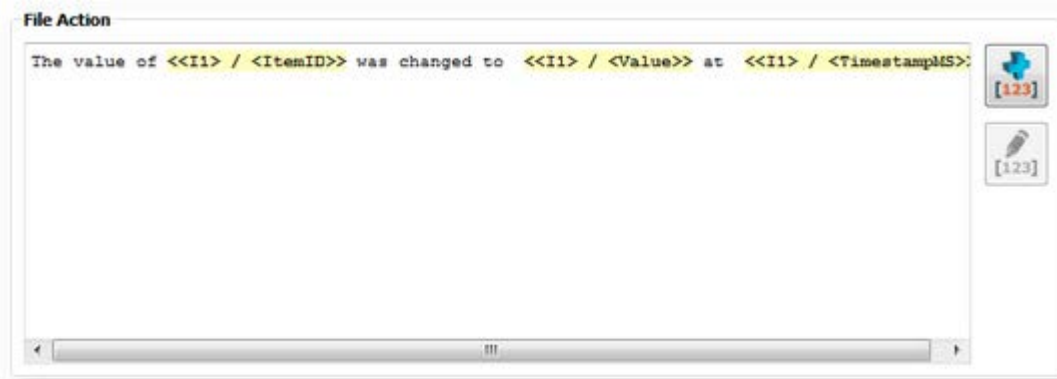 File Action
The value of <<I1> / <ItemID>> was changed to  <<I1> / <Value>> at  <<I1> / <TimestampMS>>
[123]
[123]